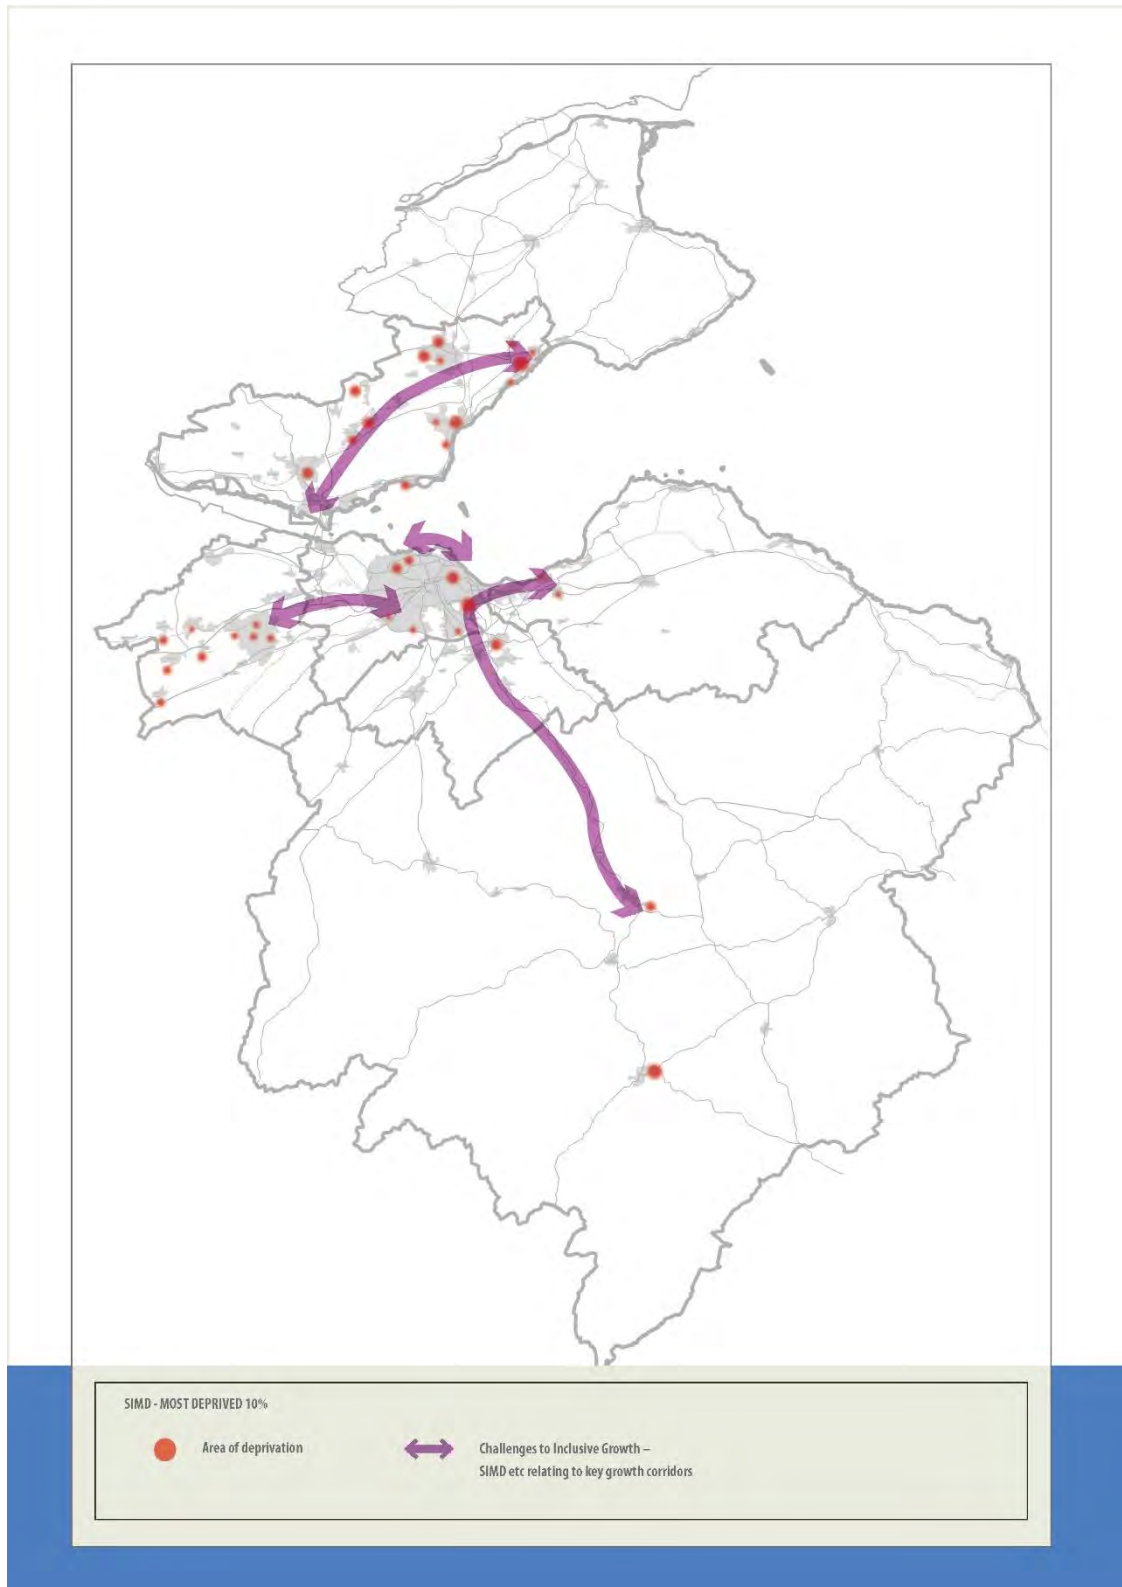 SIMD - MOST DEPRIVED 10%
Area of deprivation
Challenges to Inclusive Growth –
SIMD etc relating to key growth corridors